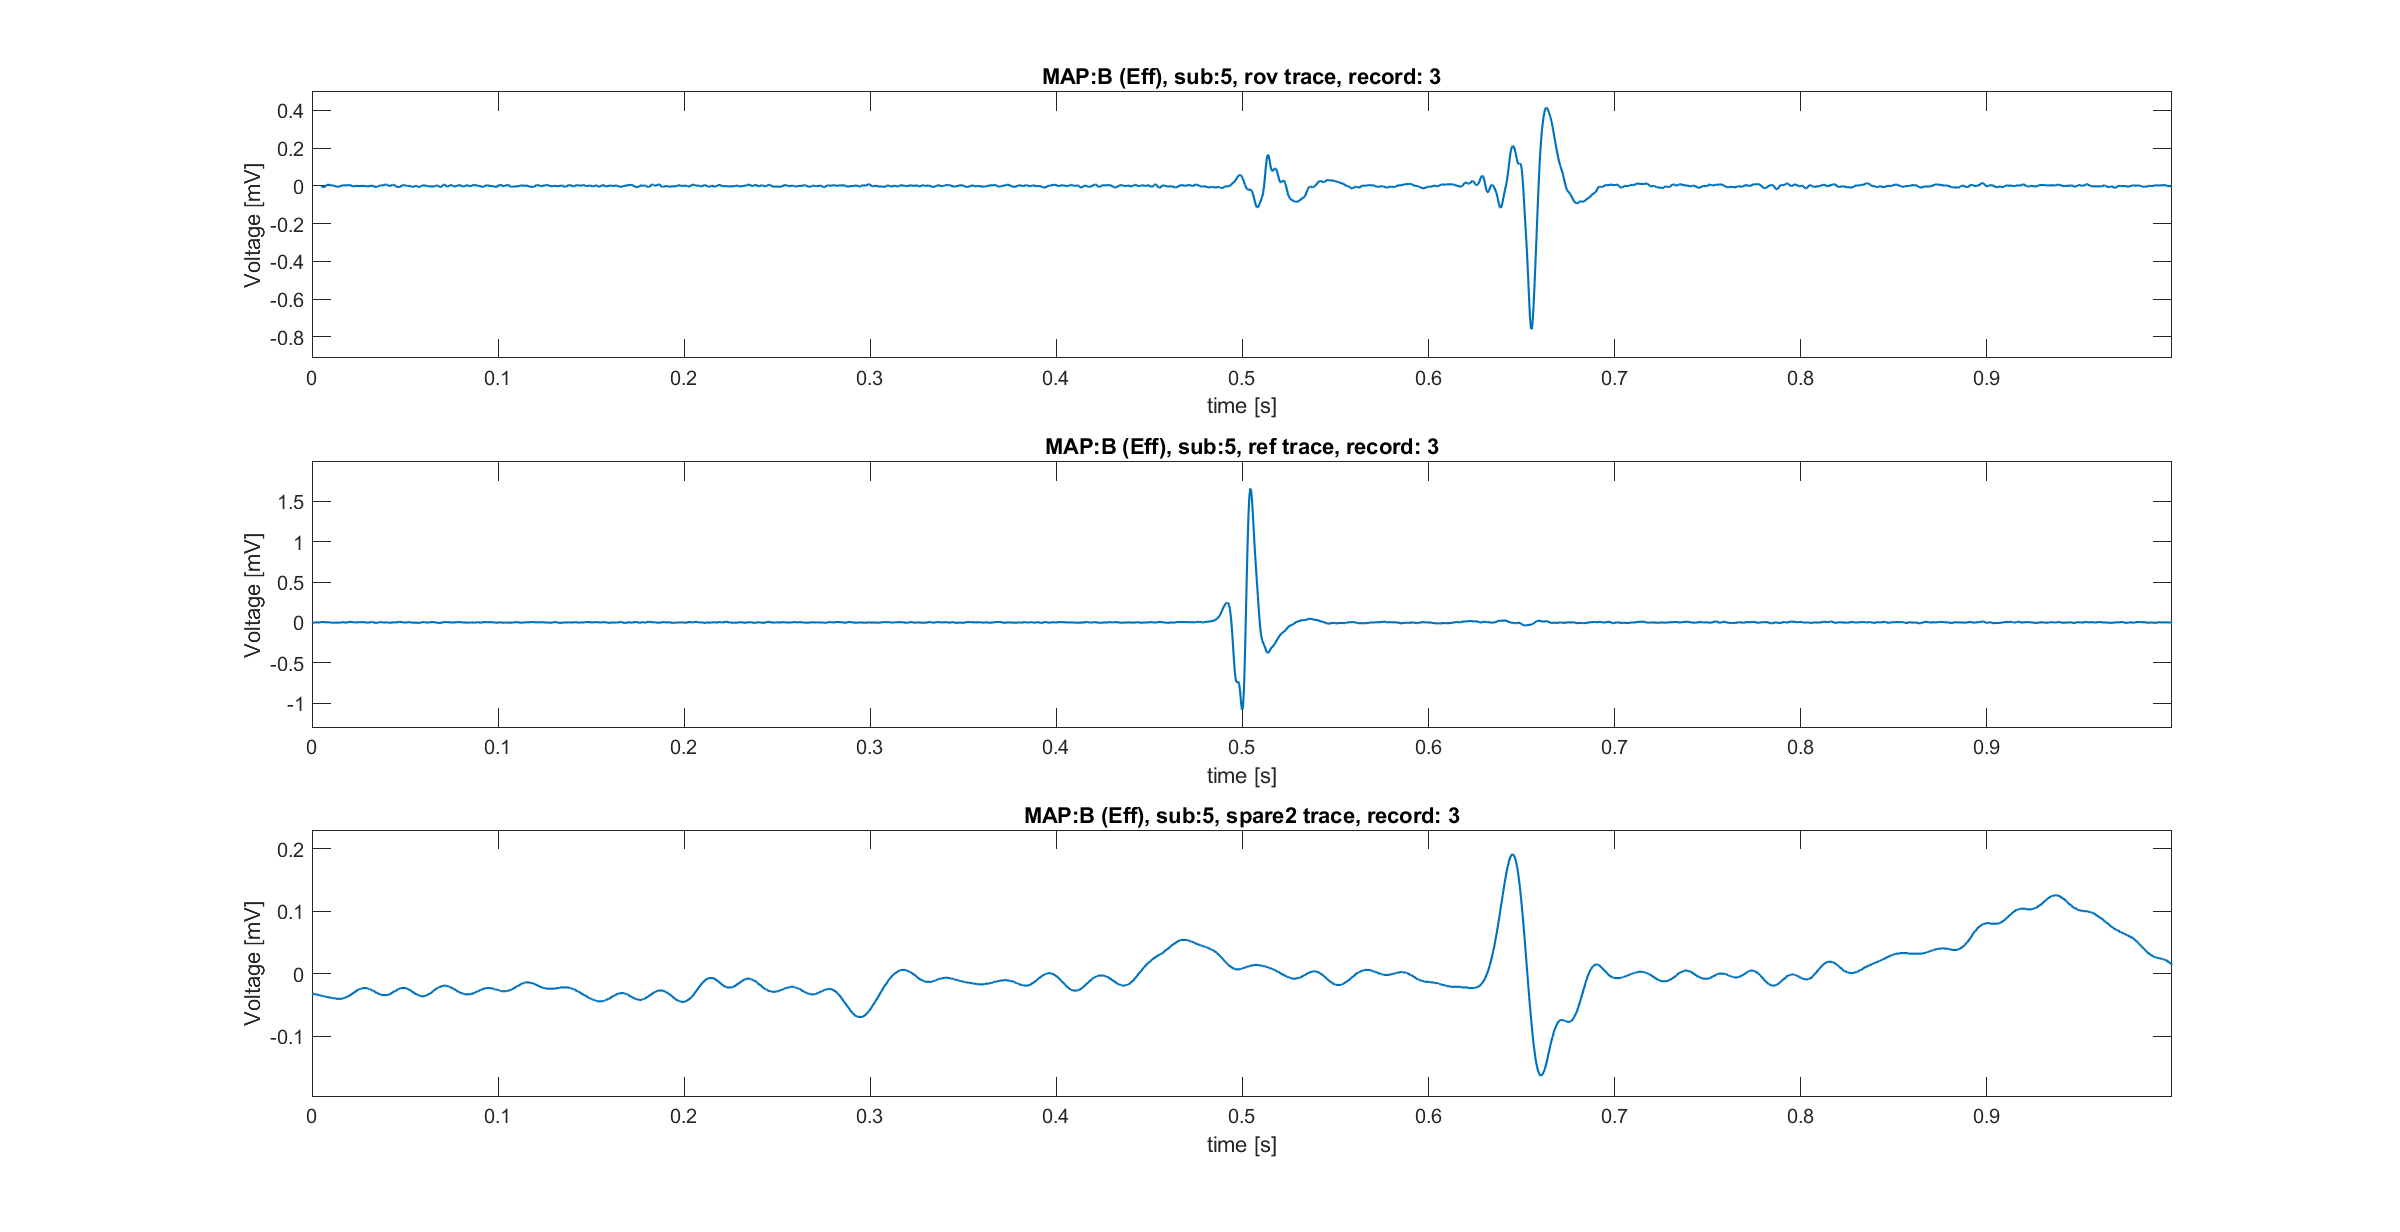 MAP:B (Eff), sub:5, rov trace, record: 3
Voltage [mV]
0.4
0.2
0
-0.2
-0.4
-0.6
-0.8
0 0.1 0.2 0.3 0.4 0.5 0.6 0.7 0.8 0.9
time [s]
MAP:B (Eff), sub:5, ref trace, record: 3
Voltage [mV]
1.5
1
0.5
0
-0.5
-1
0 0.1 0.2 0.3 0.4 0.5 0.6 0.7 0.8 0.9
time [s]
MAP:B (Eff), sub:5, spare2 trace, record: 3
Voltage [mV]
0.2
0.1
0
-0.1
0 0.1 0.2 0.3 0.4 0.5 0.6 0.7 0.8 0.9
time [s]